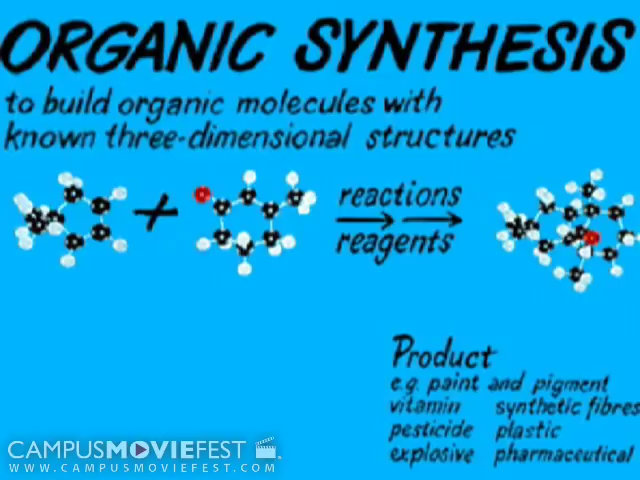 ORGANIC SYNTHESIS
to build organic molecules with
known three-dimensional structures
+
reactions
reagents
Product
e.g. paint and pigment
vitamin synthetic fibres
pesticide plastic
explosive pharmaceutical
CAMPUSMOVIEFEST
WWW.CAMPUSMOVIEFEST.COM